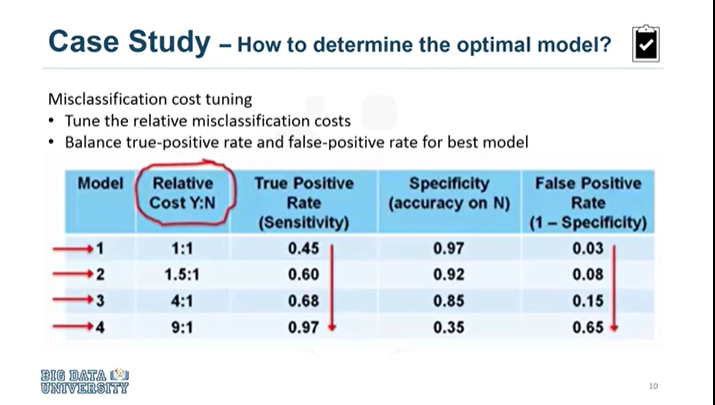 Case Study – How to determine the optimal model?
Misclassification cost tuning
• Tune the relative misclassification costs
• Balance true-positive rate and false-positive rate for best model
Model Relative Cost Y:N True Positive Rate (Sensitivity) Specificity (accuracy on N) False Positive Rate (1 – Specificity)
1 1:1 0.45 0.97 0.03
2 1.5:1 0.60 0.92 0.08
3 4:1 0.68 0.85 0.15
4 9:1 0.97 0.35 0.65
BIG DATA
UNIVERSITY
10